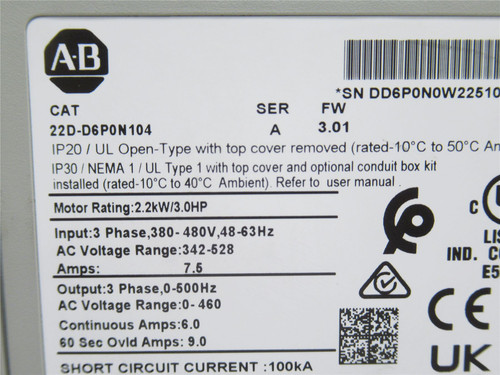 A-B
*SN DD6P0N0W22510
CAT SER FW
22D-D6P0N104 A 3.01
IP20 / UL Open-Type with top cover removed (rated-10°C to 50°C Am
IP30 / NEMA 1 / UL Type 1 with top cover and optional conduit box kit
installed (rated-10°C to 40°C Ambient). Refer to user manual .
Motor Rating:2.2kW/3.0HP
Input:3 Phase,380- 480V,48-63Hz
AC Voltage Range:342-528
Amps: 7.5
Output:3 Phase,0-500Hz
AC Voltage Range:0- 460
Continuous Amps:6.0
60 Sec Ovld Amps: 9.0
SHORT CIRCUIT CURRENT :100kA
C U
LIS
IND. CO
E5
CE
UK